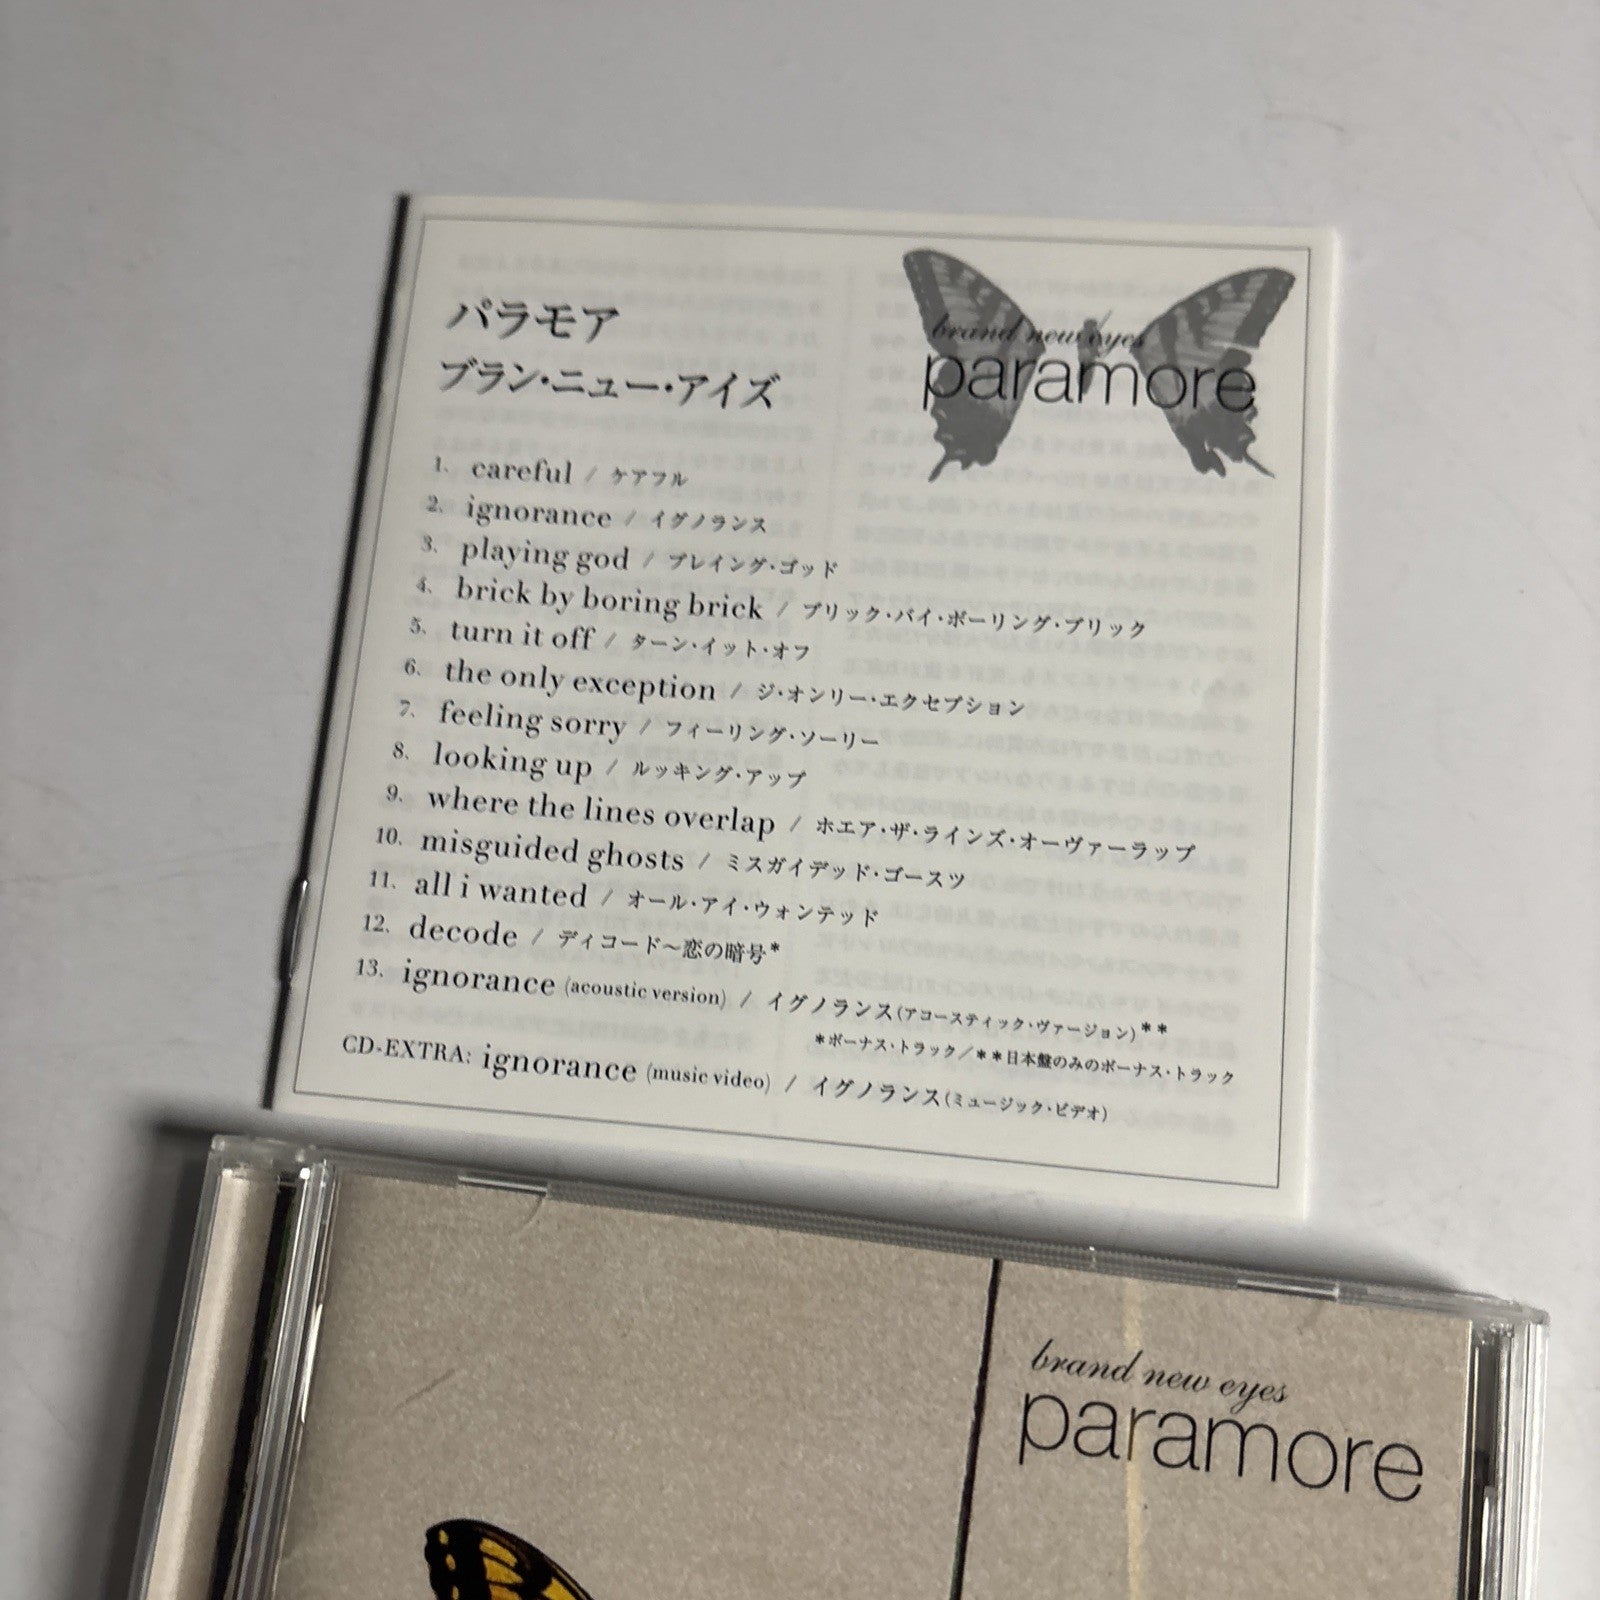 パラモア
ブラン・ニュー・アイズ
brand new eyes
paramore
1. careful / ケアフル
2. ignorance / イグノランス
3. playing god / プレイング・ゴッド
4. brick by boring brick / ブリック・バイ・ボーリング・ブリック
5. turn it off / ターン・イット・オフ
6. the only exception / ジ・オンリー・エクセプション
7. feeling sorry / フィーリング・ソーリー
8. looking up / ルッキング・アップ
9. where the lines overlap / ホエア・ザ・ラインズ・オーヴァーラップ
10. misguided ghosts / ミスガイデッド・ゴースツ
11. all i wanted / オール・アイ・ウォンテッド
12. decode / ディコード〜恋の暗号*
13. ignorance (acoustic version) / イグノランス(アコースティック・ヴァージョン)**
*ボーナス・トラック／**日本盤のみのボーナス・トラック
CD-EXTRA: ignorance (music video) / イグノランス(ミュージック・ビデオ)
brand new eyes
paramore